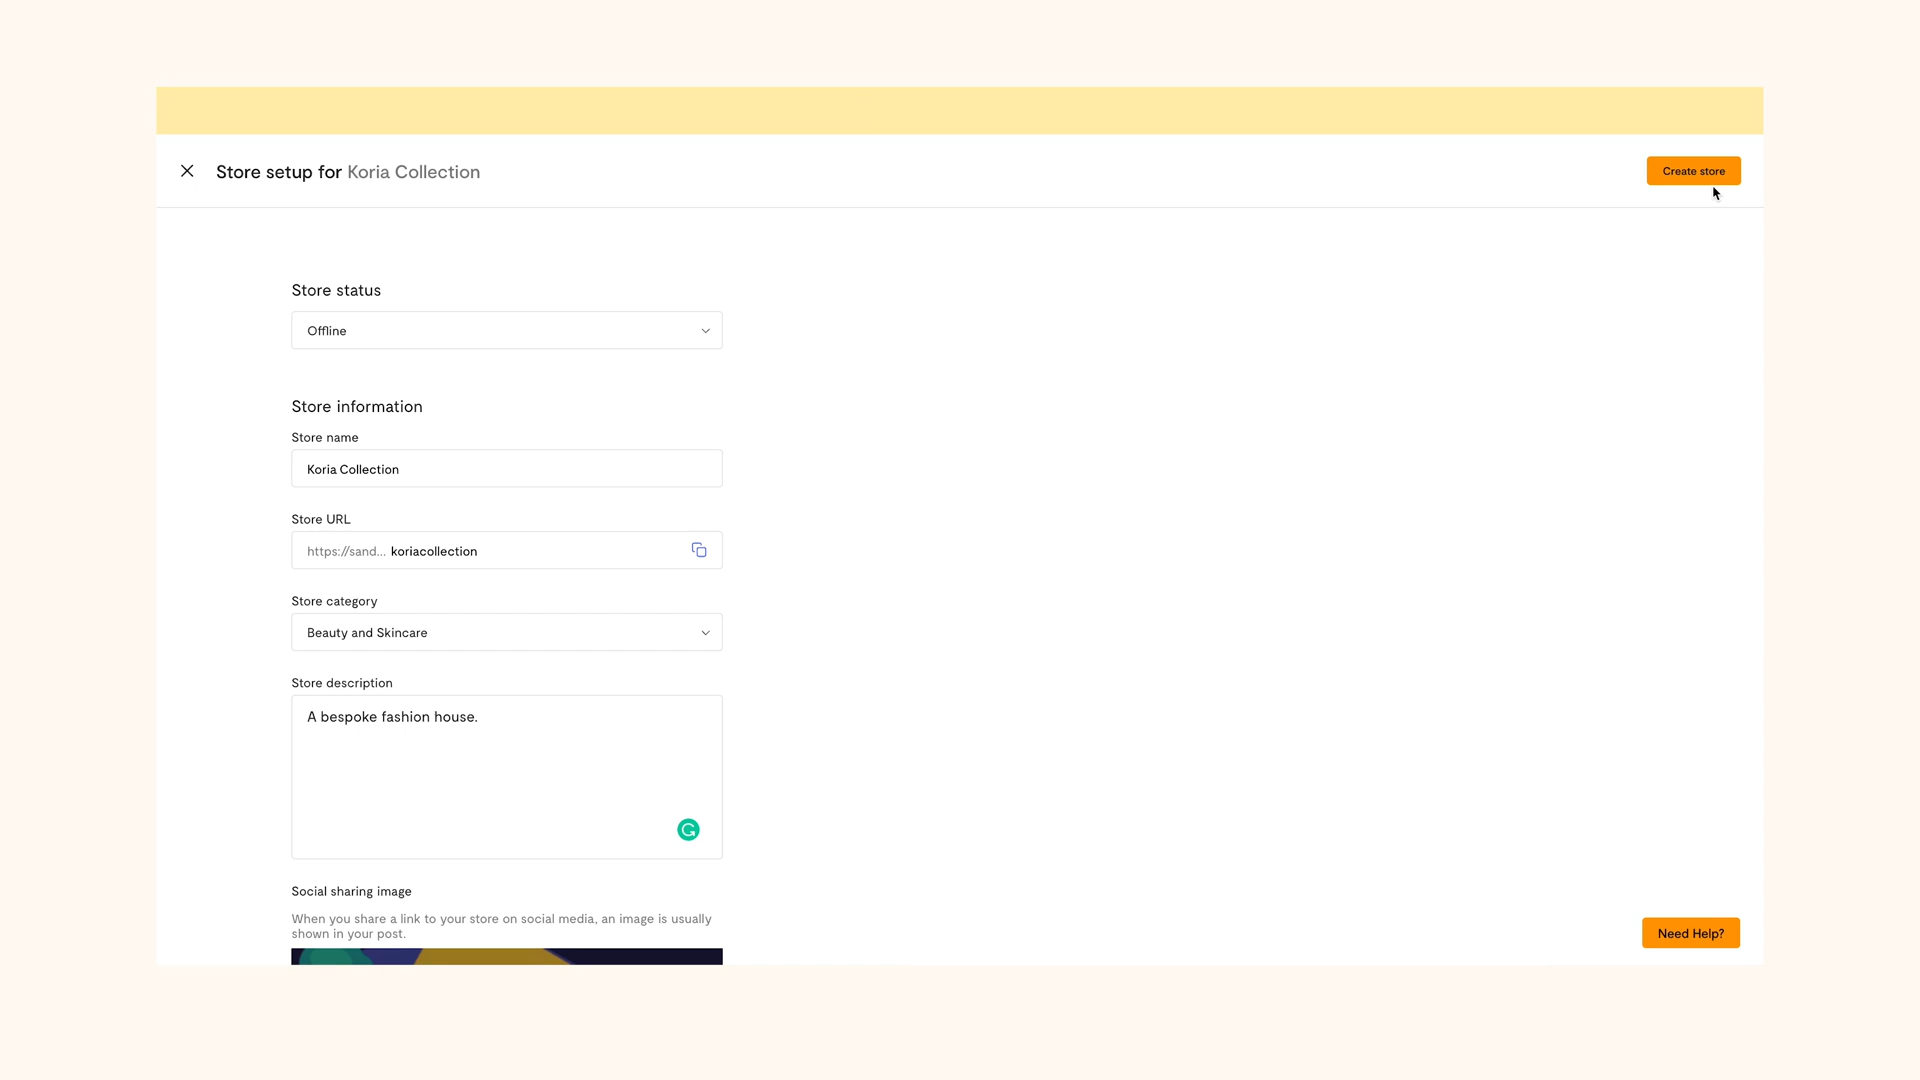 Store setup for Koria Collection
Create store
Store status
Offline
Store information
Store name
Koria Collection
Store URL
https://sand... koriacollection
Store category
Beauty and Skincare
Store description
A bespoke fashion house.
Social sharing image
When you share a link to your store on social media, an image is usually
shown in your post.
Need Help?